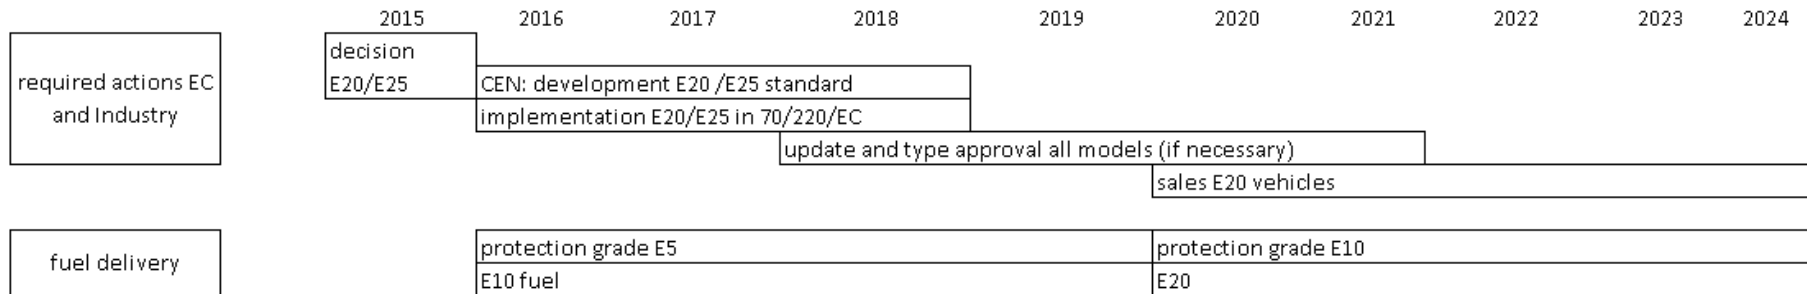 2015 2016 2017 2018 2019 2020 2021 2022 2023 2024
required actions EC
and Industry
decision
E20/E25
CEN: development E20 /E25 standard
implementation E20/E25 in 70/220/EC
update and type approval all models (if necessary)
sales E20 vehicles
fuel delivery
protection grade E5
protection grade E10
E10 fuel
E20